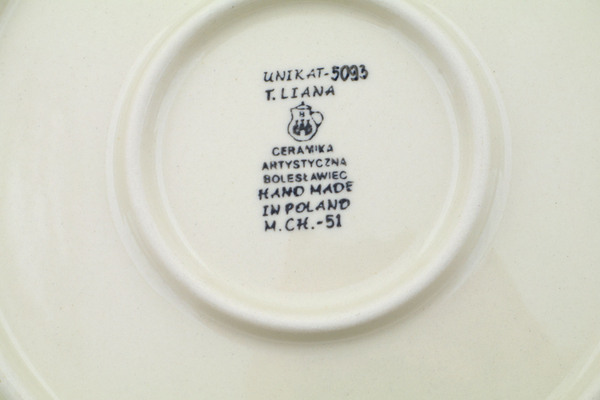 UNIKAT-5093
T. LIANA
CERAMIKA
ARTYSTYCZNA
BOLESŁAWIEC
HAND MADE
IN POLAND
M. CH.-51